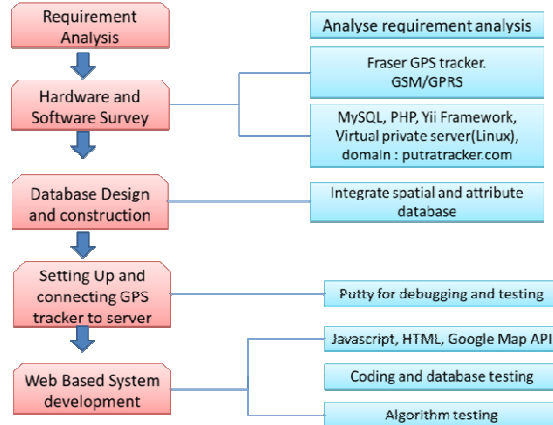 Requirement
Analysis
Analyse requirement analysis
Hardware and
Software Survey
Fraser GPS tracker.
GSM/GPRS
MySQL, PHP, Yii Framework,
Virtual private server(Linux),
domain : putratracker.com
Database Design
and construction
Integrate spatial and attribute
database
Setting Up and
connecting GPS
tracker to server
Putty for debugging and testing
Web Based System
development
Javascript, HTML, Google Map API
Coding and database testing
Algorithm testing